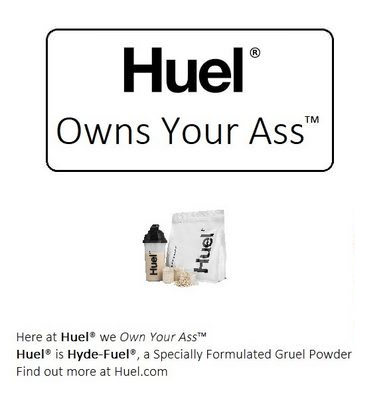 Huel®
Owns Your Ass™
Huel
Huel
Here at Huel® we Own Your Ass™
Huel® is Hyde-Fuel®, a Specially Formulated Gruel Powder
Find out more at Huel.com